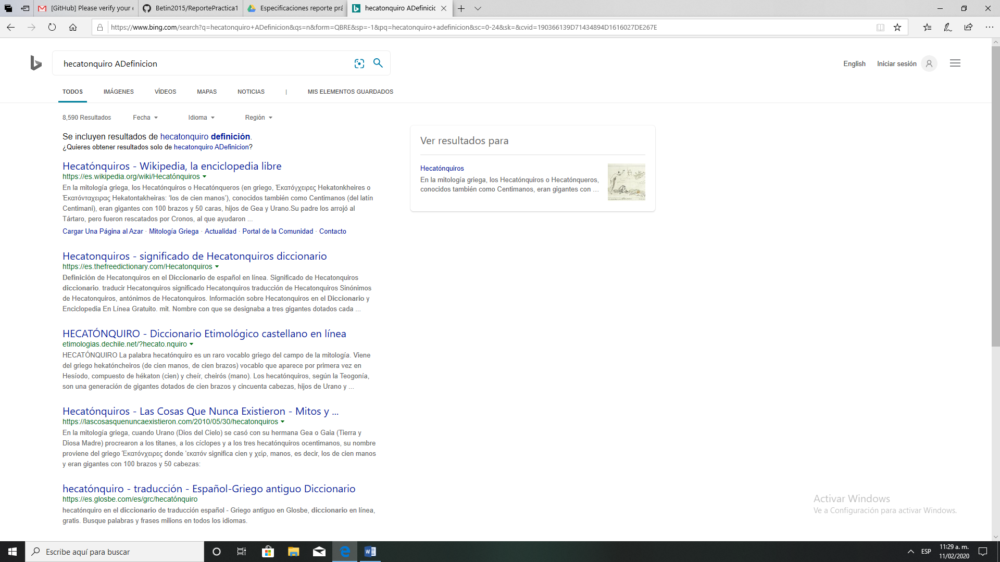 [GitHub] Please verify your e
Betin2015/ReportePractica1
Especificaciones reporte prá
hecatonquiro ADefinicic
https://www.bing.com/search?q=hecatonquiro+ADefinicion&qs=n&form=QBRE&sp=-1&pq=hecatonquiro+adefinicion&sc=0-24&sk=&cvid=190366139D71434894D1616027DE267E
hecatonquiro ADefinicion
English
Iniciar sesión
TODOS IMÁGENES VÍDEOS MAPAS NOTICIAS | MIS ELEMENTOS GUARDADOS
8,590 Resultados Fecha Idioma Región
Se incluyen resultados de hecatonquiro definición.
¿Quieres obtener resultados solo de hecatonquiro ADefinicion?
Hecatónquiros - Wikipedia, la enciclopedia libre
https://es.wikipedia.org/wiki/Hecatónquiros
En la mitología griega, los Hecatónquiros o Hecatónqueros (en griego, Ἑκατόγχειρες Hekatonkheires o
Ἑκατόνταχειρας Hekatontakheiras: 'los de cien manos'), conocidos también como Centimanos (del latín
Centimani), eran gigantes con 100 brazos y 50 caras, hijos de Gea y Urano.Su padre los arrojó al
Tártaro, pero fueron rescatados por Cronos, al que ayudaron ...
Cargar Una Página al Azar · Mitología Griega · Actualidad · Portal de la Comunidad · Contacto
Hecatonquiros - significado de Hecatonquiros diccionario
https://es.thefreedictionary.com/Hecatonquiros
Definición de Hecatonquiros en el Diccionario de español en línea. Significado de Hecatonquiros
diccionario. traducir Hecatonquiros significado Hecatonquiros traducción de Hecatonquiros Sinónimos
de Hecatonquiros, antónimos de Hecatonquiros. Información sobre Hecatonquiros en el Diccionario y
Enciclopedia En Línea Gratuito. mit. Nombre con que se designaba a tres gigantes dotados cada ...
HECATÓNQUIRO - Diccionario Etimológico castellano en línea
etimologias.dechile.net/?hecato.nquiro
HECATÓNQUIRO La palabra hecatónquiro es un raro vocablo griego del campo de la mitología. Viene
del griego hekatóncheiros (de cien manos, de cien brazos) vocablo que aparece por primera vez en
Hesíodo, compuesto de hékaton (cien) y cheír, cheirós (mano). Los hecatónquiros, según la Teogonía,
son una generación de gigantes dotados de cien brazos y cincuenta cabezas, hijos de Urano y ...
Hecatónquiros - Las Cosas Que Nunca Existieron - Mitos y ...
https://lascosasquenuncaexistieron.com/2010/05/30/hecatonquiros
En la mitología griega, cuando Urano (Dios del Cielo) se casó con su hermana Gea o Gaia (Tierra y
Diosa Madre) procrearon a los titanes, a los cíclopes y a los tres hecatónquiros ocentimanos, su nombre
proviene del griego Ἑκατόνχειρες donde 'εκατόν significa cien y χείρ, manos, es decir, los de cien manos
y eran gigantes con 100 brazos y 50 cabezas:
hecatónquiro - traducción - Español-Griego antiguo Diccionario
https://es.glosbe.com/es/grc/hecatónquiro
hecatónquiro en el diccionario de traducción español - Griego antiguo en Glosbe, diccionario en línea,
gratis. Busque palabras y frases milions en todos los idiomas.
Ver resultados para
Hecatónquiros
En la mitología griega, los Hecatónquiros o Hecatónqueros,
conocidos también como Centimanos, eran gigantes con ...
Activar Windows
Ve a Configuración para activar Windows.
Escribe aquí para buscar
ESP
11:29 a. m.
11/02/2020